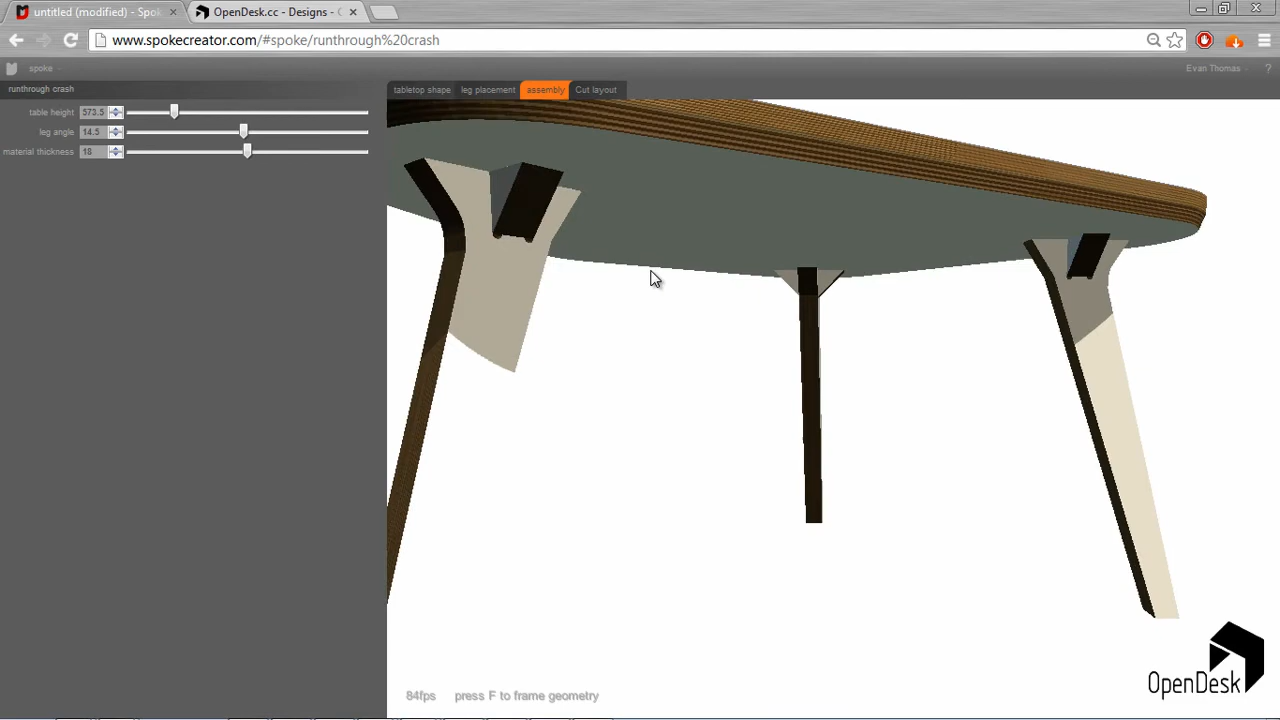 untitled (modified) - Spok
OpenDesk.cc - Designs - C
www.spokecreator.com/#spoke/runthrough%20crash
spoke
Evan Thomas
?
runthrough crash
tabletop shape
leg placement
assembly
Cut layout
table height 573.5
leg angle 14.5
material thickness 18
OpenDesk
84fps
press F to frame geometry